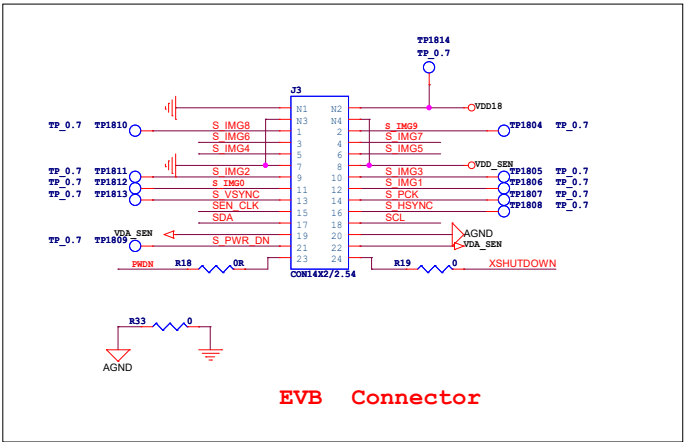 TP1814
TP_0.7
J3
N1 N2 VDD18
N3 N4
TP_0.7 TP1810 S_IMG8 1 2 S_IMG9 TP1804 TP_0.7
S_IMG6 3 4 S_IMG7
S_IMG4 5 6 S_IMG5
7 8 VDD_SEN
TP_0.7 TP1811 S_IMG2 9 10 S_IMG3 TP1805 TP_0.7
TP_0.7 TP1812 S_IMG0 11 12 S_IMG1 TP1806 TP_0.7
TP_0.7 TP1813 S_VSYNC 13 14 S_PCK TP1807 TP_0.7
SEN_CLK 15 16 S_HSYNC TP1808 TP_0.7
SDA 17 18 SCL
VDA_SEN 19 20 AGND
TP_0.7 TP1809 S_PWR_DN 21 22 VDA_SEN
PWDN R18 0R 23 24 R19 0 XSHUTDOWN
CON14X2/2.54
R33 0
AGND
EVB Connector